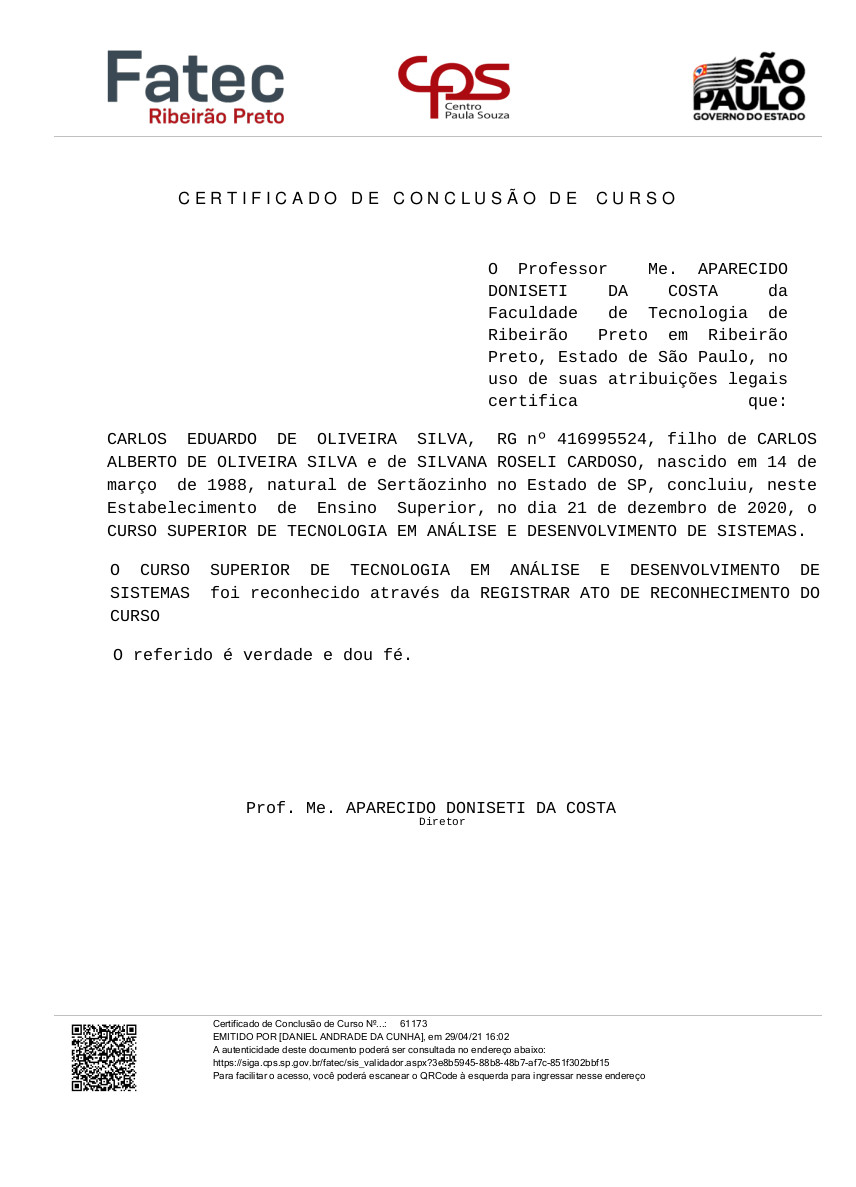 Fatec
Ribeirão Preto
cps
Centro
Paula Souza
SÃO
PAULO
GOVERNO DO ESTADO
CERTIFICADO DE CONCLUSÃO DE CURSO
O Professor Me. APARECIDO
DONISETI DA COSTA da
Faculdade de Tecnologia de
Ribeirão Preto em Ribeirão
Preto, Estado de São Paulo, no
uso de suas atribuições legais
certifica que:
CARLOS EDUARDO DE OLIVEIRA SILVA, RG nº 416995524, filho de CARLOS
ALBERTO DE OLIVEIRA SILVA e de SILVANA ROSELI CARDOSO, nascido em 14 de
março de 1988, natural de Sertãozinho no Estado de SP, concluiu, neste
Estabelecimento de Ensino Superior, no dia 21 de dezembro de 2020, o
CURSO SUPERIOR DE TECNOLOGIA EM ANÁLISE E DESENVOLVIMENTO DE SISTEMAS.
O CURSO SUPERIOR DE TECNOLOGIA EM ANÁLISE E DESENVOLVIMENTO DE
SISTEMAS foi reconhecido através da REGISTRAR ATO DE RECONHECIMENTO DO
CURSO
O referido é verdade e dou fé.
Prof. Me. APARECIDO DONISETI DA COSTA
Diretor
Certificado de Conclusão de Curso Nº...: 61173
EMITIDO POR [DANIEL ANDRADE DA CUNHA], em 29/04/21 16:02
A autenticidade deste documento poderá ser consultada no endereço abaixo:
https://siga.cps.sp.gov.br/fatec/sis_validador.aspx?3e8b5945-88b8-48b7-af7c-851f302bbf15
Para facilitar o acesso, você poderá escanear o QRCode à esquerda para ingressar nesse endereço